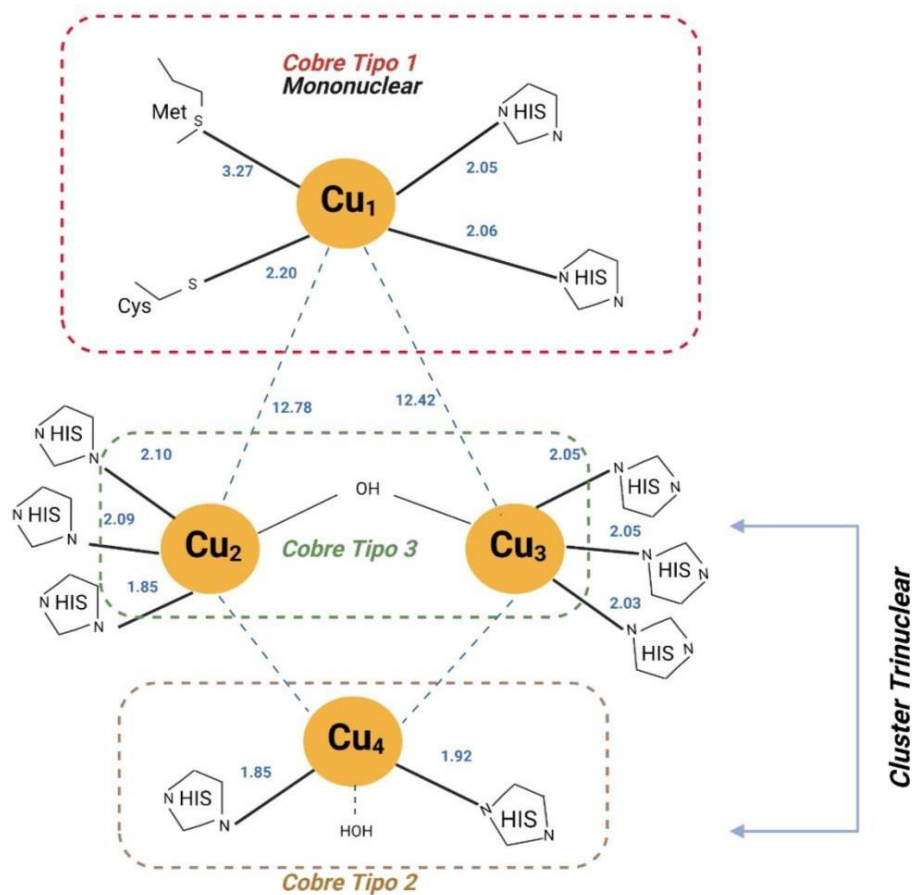 Cobre Tipo 1
Mononuclear
Met
S
N HIS
N
3.27
2.05
Cu₁
2.06
2.20
N HIS
N
S
Cys
12.78
12.42
N HIS
N
2.10
2.05
N
HIS
N
OH
N
HIS
N
2.09
Cu₂
Cobre Tipo 3
Cu₃
2.05
N
HIS
N
N
HIS
N
1.85
2.03
N
HIS
N
Cluster Trinuclear
Cu₄
1.85
1.92
N HIS
N
N
HIS
N
HOH
Cobre Tipo 2